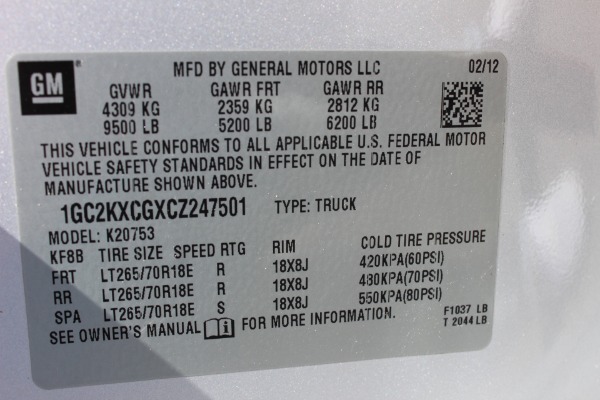 GM
MFD BY GENERAL MOTORS LLC 02/12
GVWR GAWR FRT GAWR RR
4309 KG 2359 KG 2812 KG
9500 LB 5200 LB 6200 LB
THIS VEHICLE CONFORMS TO ALL APPLICABLE U.S. FEDERAL MOTOR
VEHICLE SAFETY STANDARDS IN EFFECT ON THE DATE OF
MANUFACTURE SHOWN ABOVE.
1GC2KXCGXCZ247501 TYPE: TRUCK
MODEL: K20753
KF8B TIRE SIZE SPEED RTG RIM COLD TIRE PRESSURE
FRT LT265/70R18E R 18X8J 420KPA(60PSI)
RR LT265/70R18E R 18X8J 480KPA(70PSI)
SPA LT265/70R18E S 18X8J 550KPA(80PSI)
SEE OWNER'S MANUAL FOR MORE INFORMATION.
F1037 LB
T 2044 LB